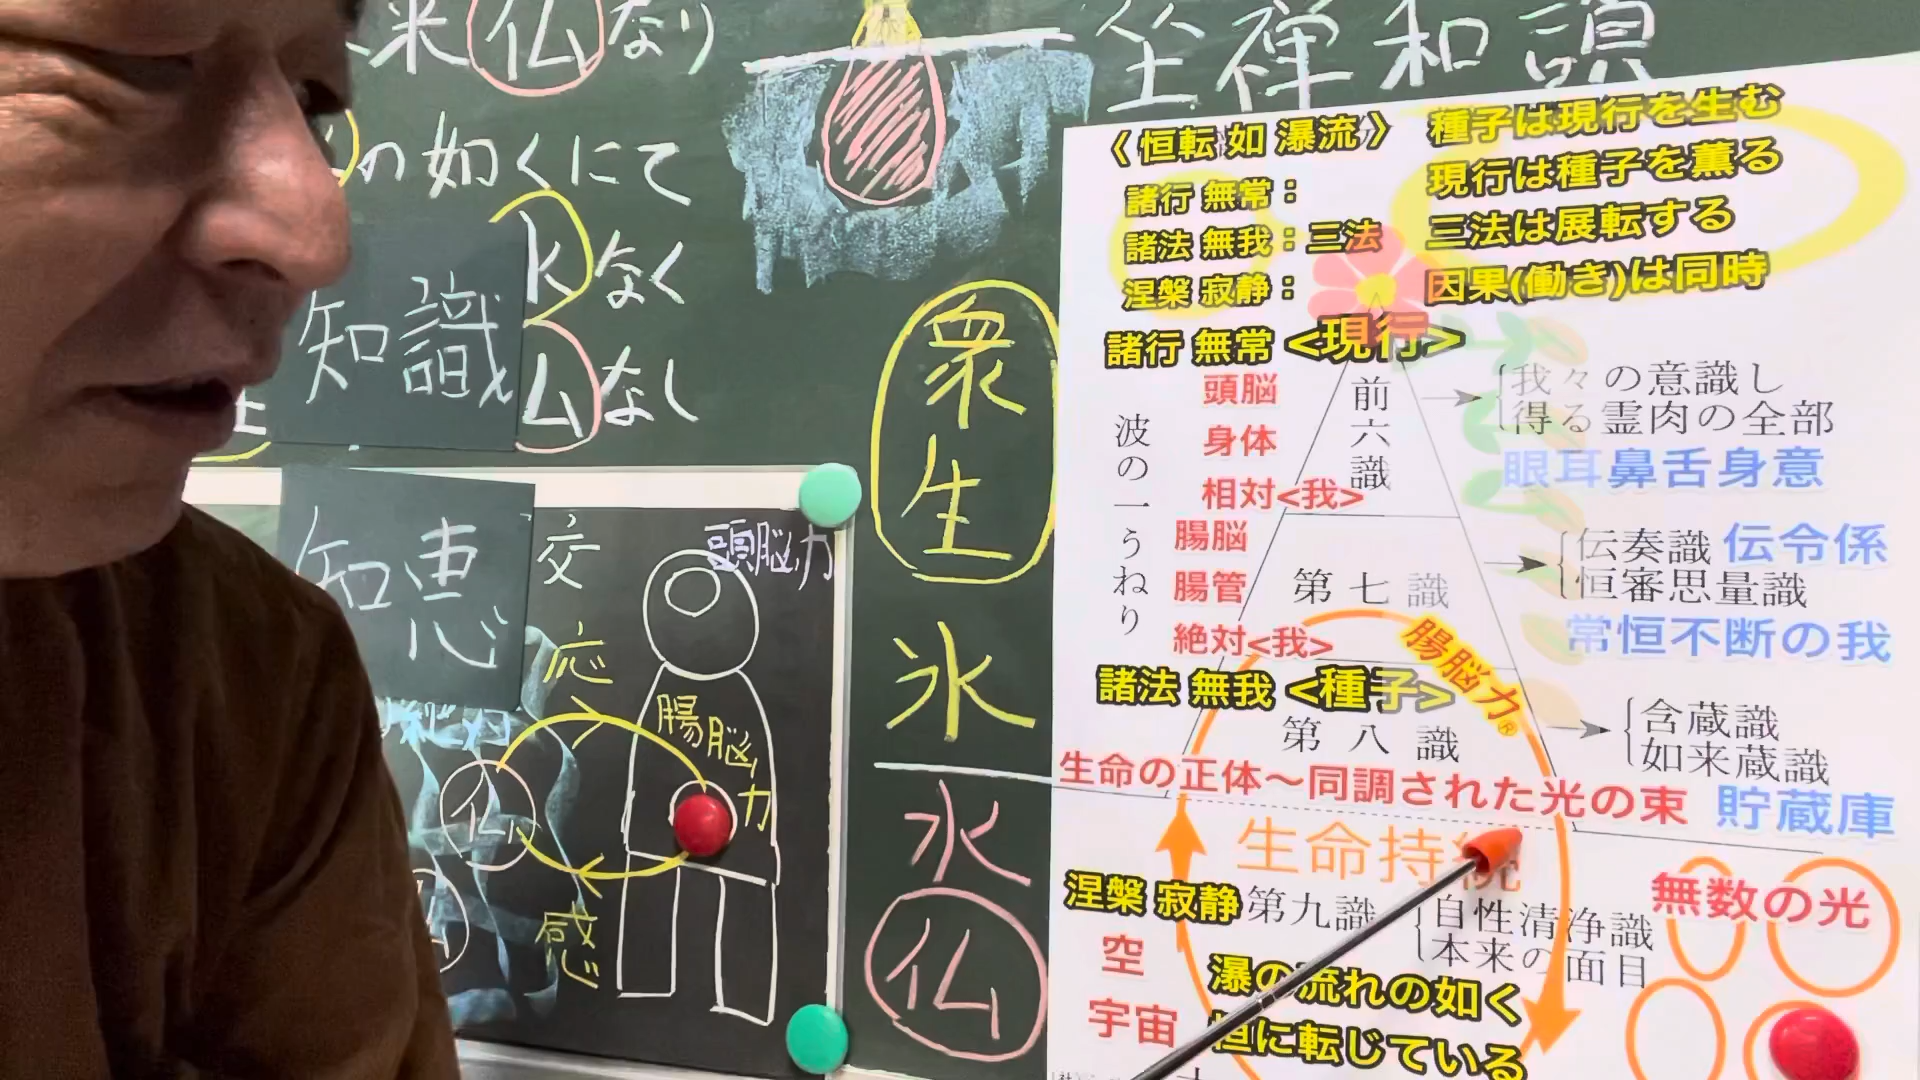 来仏なり
の如くにて
水なく
仏なし
知識
知恵
交
応
感
頭脳力
腸脳力
仏
衆生
氷
水
仏
坐禅和讃
〈恒転如瀑流〉 種子は現行を生む
現行は種子を薫る
諸行無常：
諸法無我：三法 三法は展転する
涅槃寂静： 因果(働き)は同時
諸行無常<現行>
波の一うねり
頭脳
身体
相対<我>
前六識
我々の意識し
得る霊肉の全部
眼耳鼻舌身意
腸脳
腸管
絶対<我>
第七識
伝奏識 伝令係
恒審思量識
常恒不断の我
腸脳力®
諸法無我<種子>
第八識
含蔵識
如来蔵識
生命の正体～同調された光の束 貯蔵庫
生命持続
涅槃寂静 第九識
自性清浄識
本来の面目
無数の光
空
宇宙
瀑の流れの如く
恒に転じている